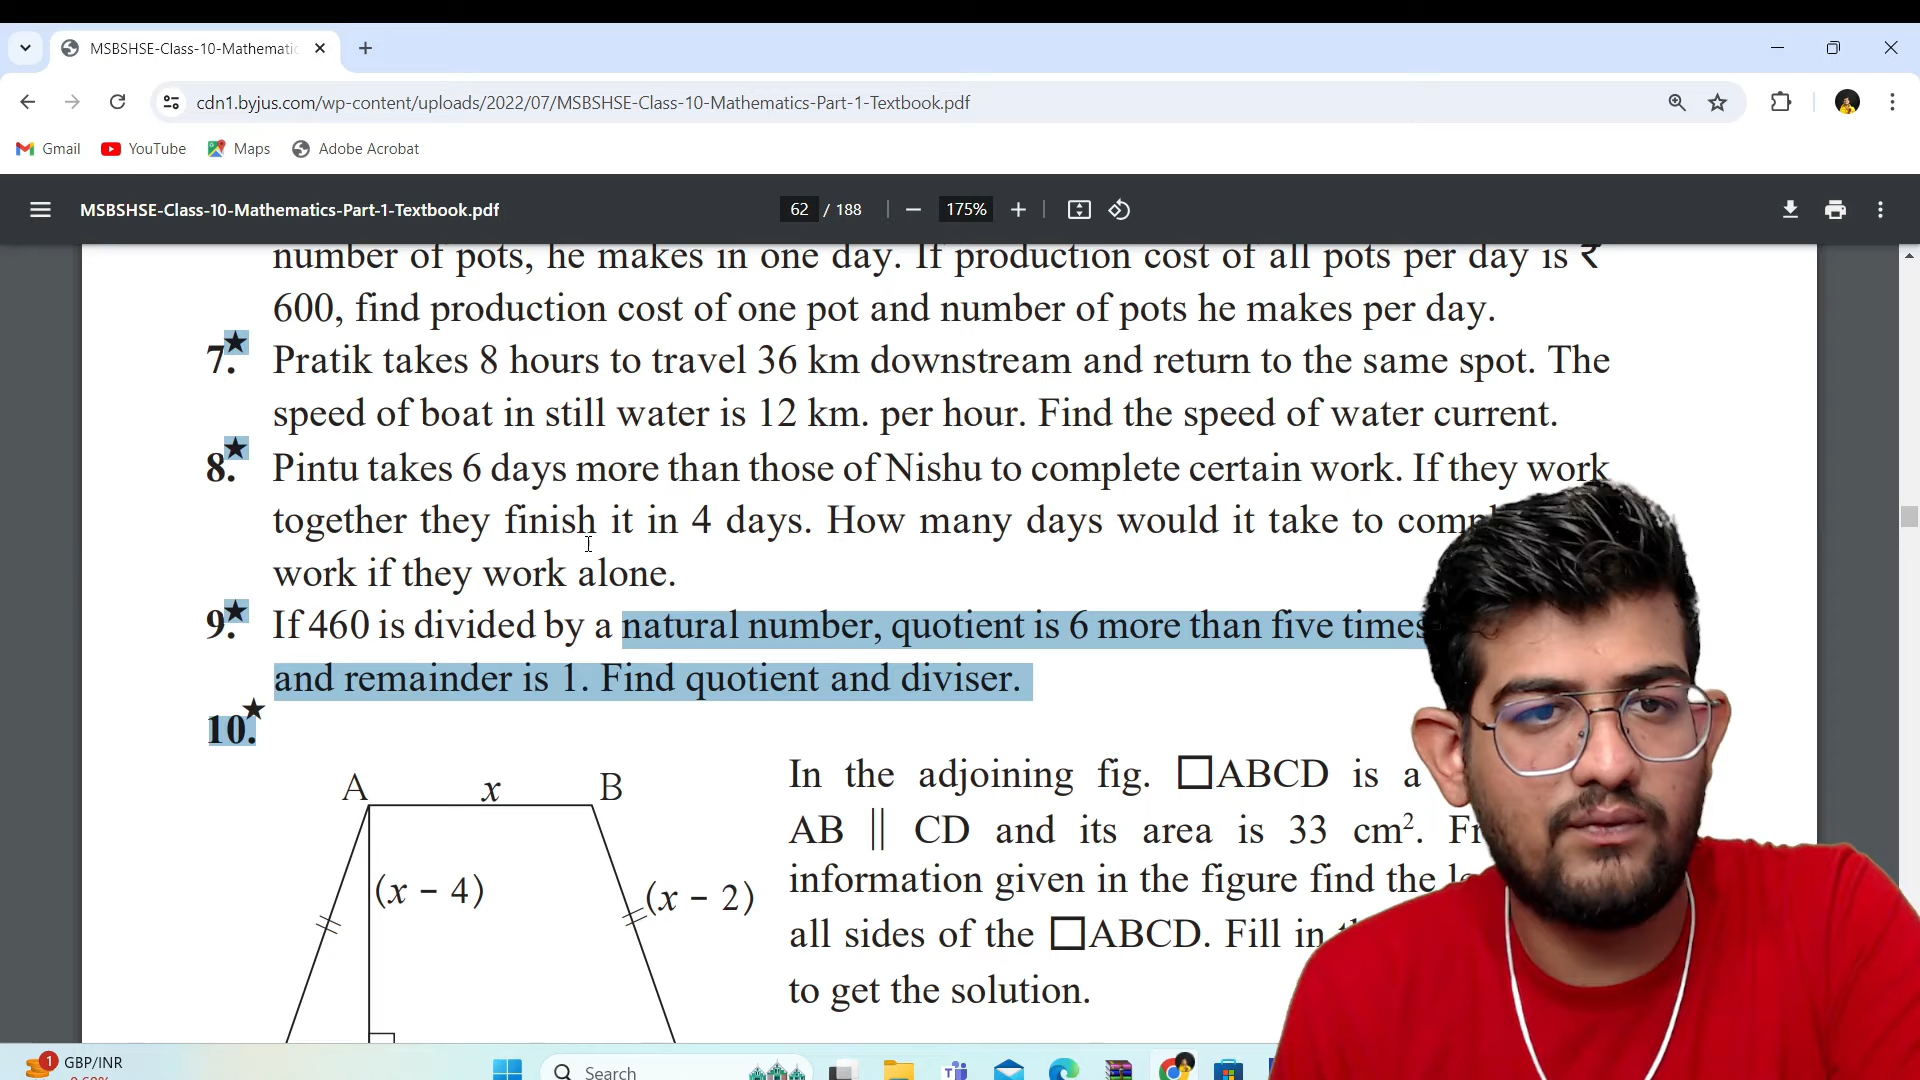 MSBSHSE-Class-10-Mathematic
cdn1.byjus.com/wp-content/uploads/2022/07/MSBSHSE-Class-10-Mathematics-Part-1-Textbook.pdf
Gmail YouTube Maps Adobe Acrobat
MSBSHSE-Class-10-Mathematics-Part-1-Textbook.pdf 62 / 188 175%
number of pots, he makes in one day. If production cost of all pots per day is ₹
600, find production cost of one pot and number of pots he makes per day.
7.★ Pratik takes 8 hours to travel 36 km downstream and return to the same spot. The
speed of boat in still water is 12 km. per hour. Find the speed of water current.
8.★ Pintu takes 6 days more than those of Nishu to complete certain work. If they work
together they finish it in 4 days. How many days would it take to
work if they work alone.
9.★ If 460 is divided by a natural number, quotient is 6 more than five times
and remainder is 1. Find quotient and diviser.
10.★
A x B
(x - 4)
(x - 2)
In the adjoining fig. □ABCD is a
AB || CD and its area is 33 cm².
information given in the figure find the
all sides of the □ABCD. Fill in
to get the solution.
1 GBP/INR
Search